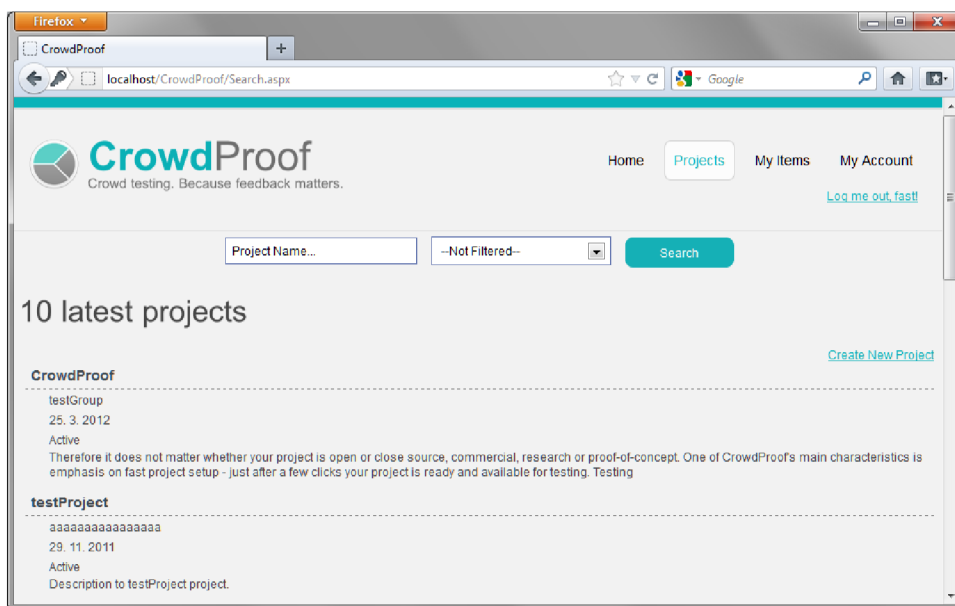 Firefox
CrowdProof
localhost/CrowdProof/Search.aspx
Google
CrowdProof
Crowd testing. Because feedback matters.
Home Projects My Items My Account
Log me out, fast!
Project Name... --Not Filtered-- Search
10 latest projects
Create New Project
CrowdProof
testGroup
25. 3. 2012
Active
Therefore it does not matter whether your project is open or close source, commercial, research or proof-of-concept. One of CrowdProof's main characteristics is
emphasis on fast project setup - just after a few clicks your project is ready and available for testing. Testing
testProject
aaaaaaaaaaaaaaaa
29. 11. 2011
Active
Description to testProject project.